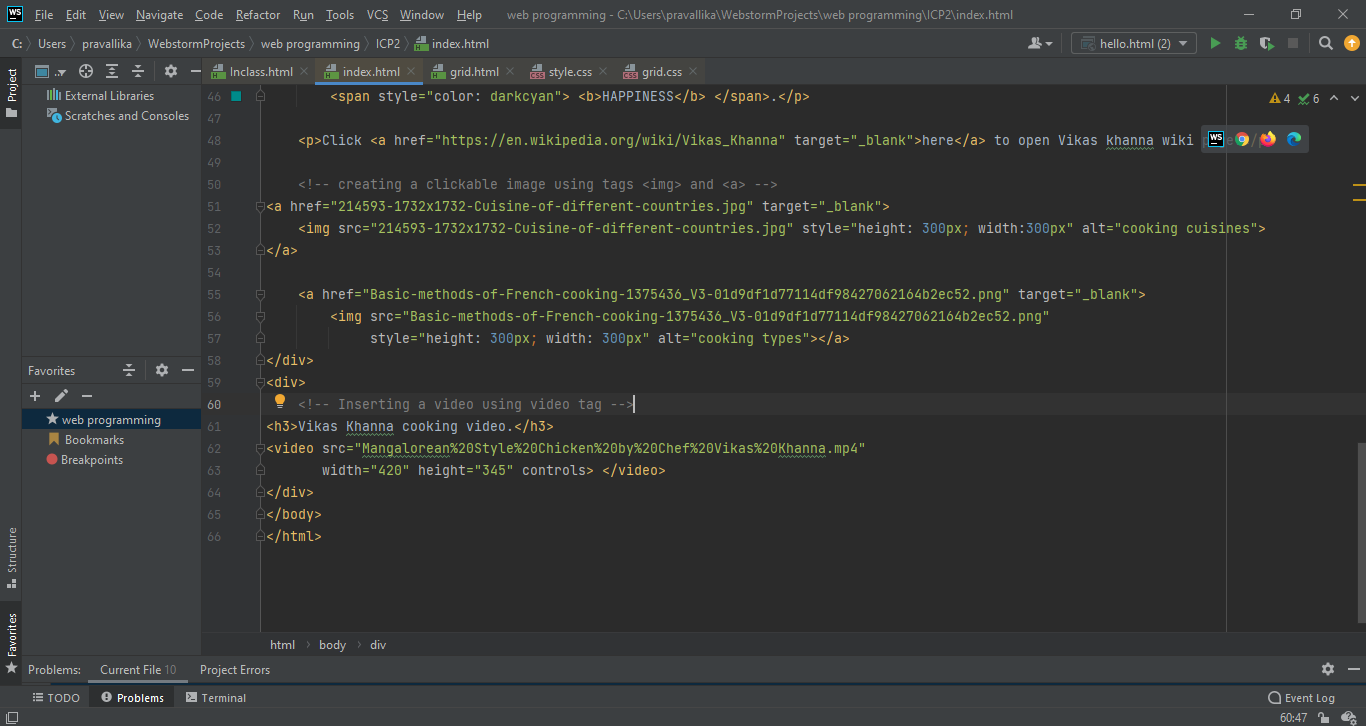 WS File Edit View Navigate Code Refactor Run Tools VCS Window Help web programming - C:\Users\pravallika\WebstormProjects\web programming\ICP2\index.html
C: Users pravallika WebstormProjects web programming ICP2 index.html hello.html (2)
Project
Inclass.html index.html grid.html style.css grid.css
External Libraries
Scratches and Consoles
46 <span style="color: darkcyan"> <b>HAPPINESS</b> </span>.</p> 4 6
47
48 <p>Click <a href="https://en.wikipedia.org/wiki/Vikas_Khanna" target="_blank">here</a> to open Vikas khanna wiki
49
50 <!-- creating a clickable image using tags <img> and <a> -->
51 <a href="214593-1732x1732-Cuisine-of-different-countries.jpg" target="_blank">
52 <img src="214593-1732x1732-Cuisine-of-different-countries.jpg" style="height: 300px; width:300px" alt="cooking cuisines">
53 </a>
54
55 <a href="Basic-methods-of-French-cooking-1375436_V3-01d9df1d77114df98427062164b2ec52.png" target="_blank">
56 <img src="Basic-methods-of-French-cooking-1375436_V3-01d9df1d77114df98427062164b2ec52.png"
57 style="height: 300px; width: 300px" alt="cooking types"></a>
58 </div>
59 <div>
60 <!-- Inserting a video using video tag -->
61 <h3>Vikas Khanna cooking video.</h3>
62 <video src="Mangalorean%20Style%20Chicken%20by%20Chef%20Vikas%20Khanna.mp4"
63 width="420" height="345" controls> </video>
64 </div>
65 </body>
66 </html>
Favorites
web programming
Bookmarks
Breakpoints
Structure
Favorites
html body div
Problems: Current File 10 Project Errors
TODO Problems Terminal Event Log
60:47